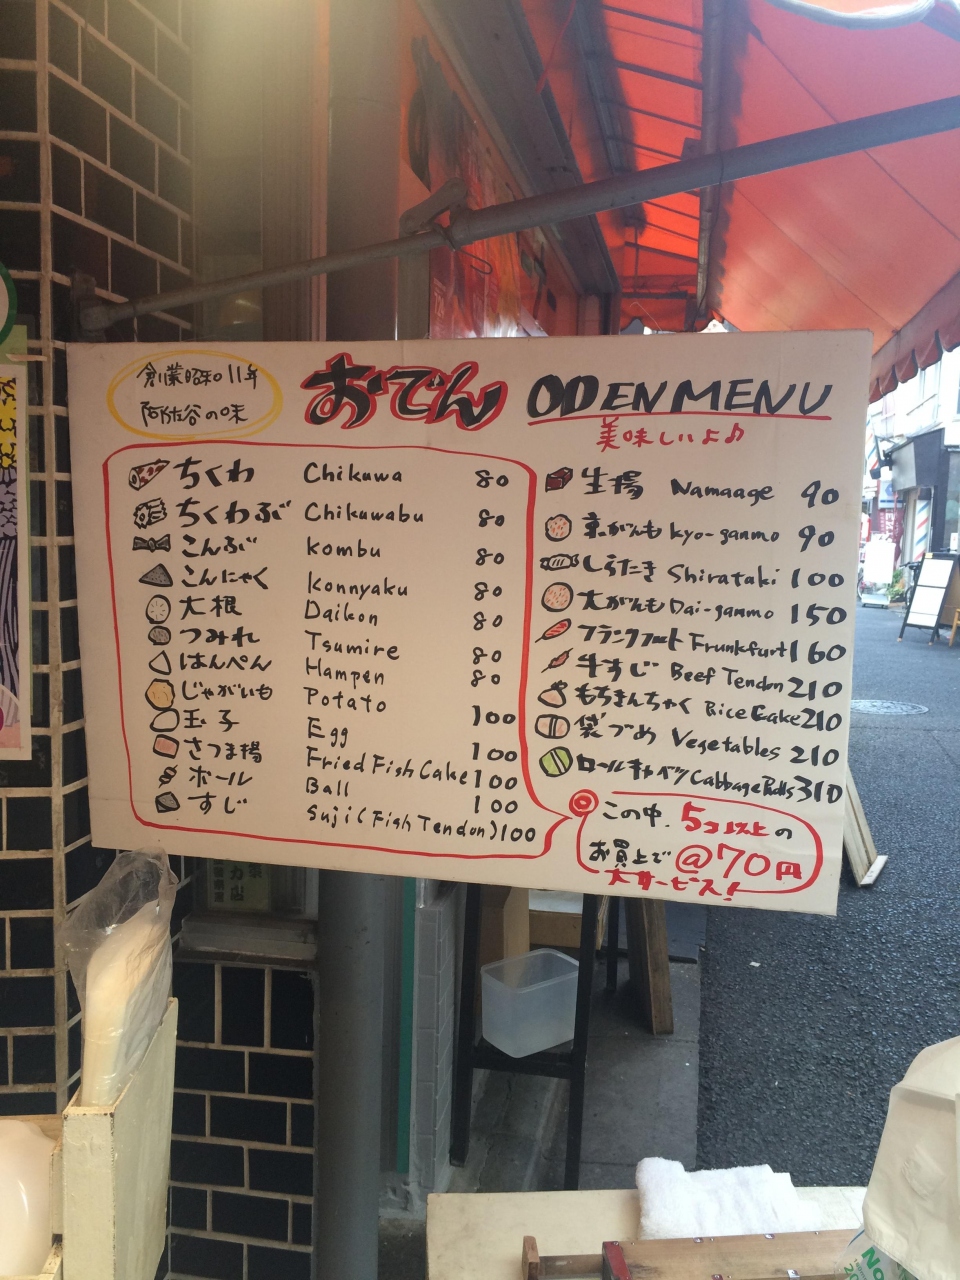 創業昭和11年
阿佐谷の味
おでん ODEN MENU
美味しいよ♪
ちくわ Chikuwa 80
ちくわぶ Chikuwabu 80
こんぶ Kombu 80
こんにゃく Konnyaku 80
大根 Daikon 80
つみれ Tsumire 80
はんぺん Hampen 80
じゃがいも Potato 100
玉子 Egg 100
さつま揚 Fried Fish Cake 100
ボール Ball 100
すじ Suji (Fish Tendon) 100
生揚 Namaage 90
京がんも Kyo-ganmo 90
しらたき Shirataki 100
大がんも Dai-ganmo 150
フランクフルト Frunkfurt 160
牛すじ Beef Tendon 210
もちきんちゃく Rice Cake 210
袋づめ Vegetables 210
ロールキャベツ Cabbage Rolls 310
◎この中、5コ以上の
お買上で@70円
大サービス!